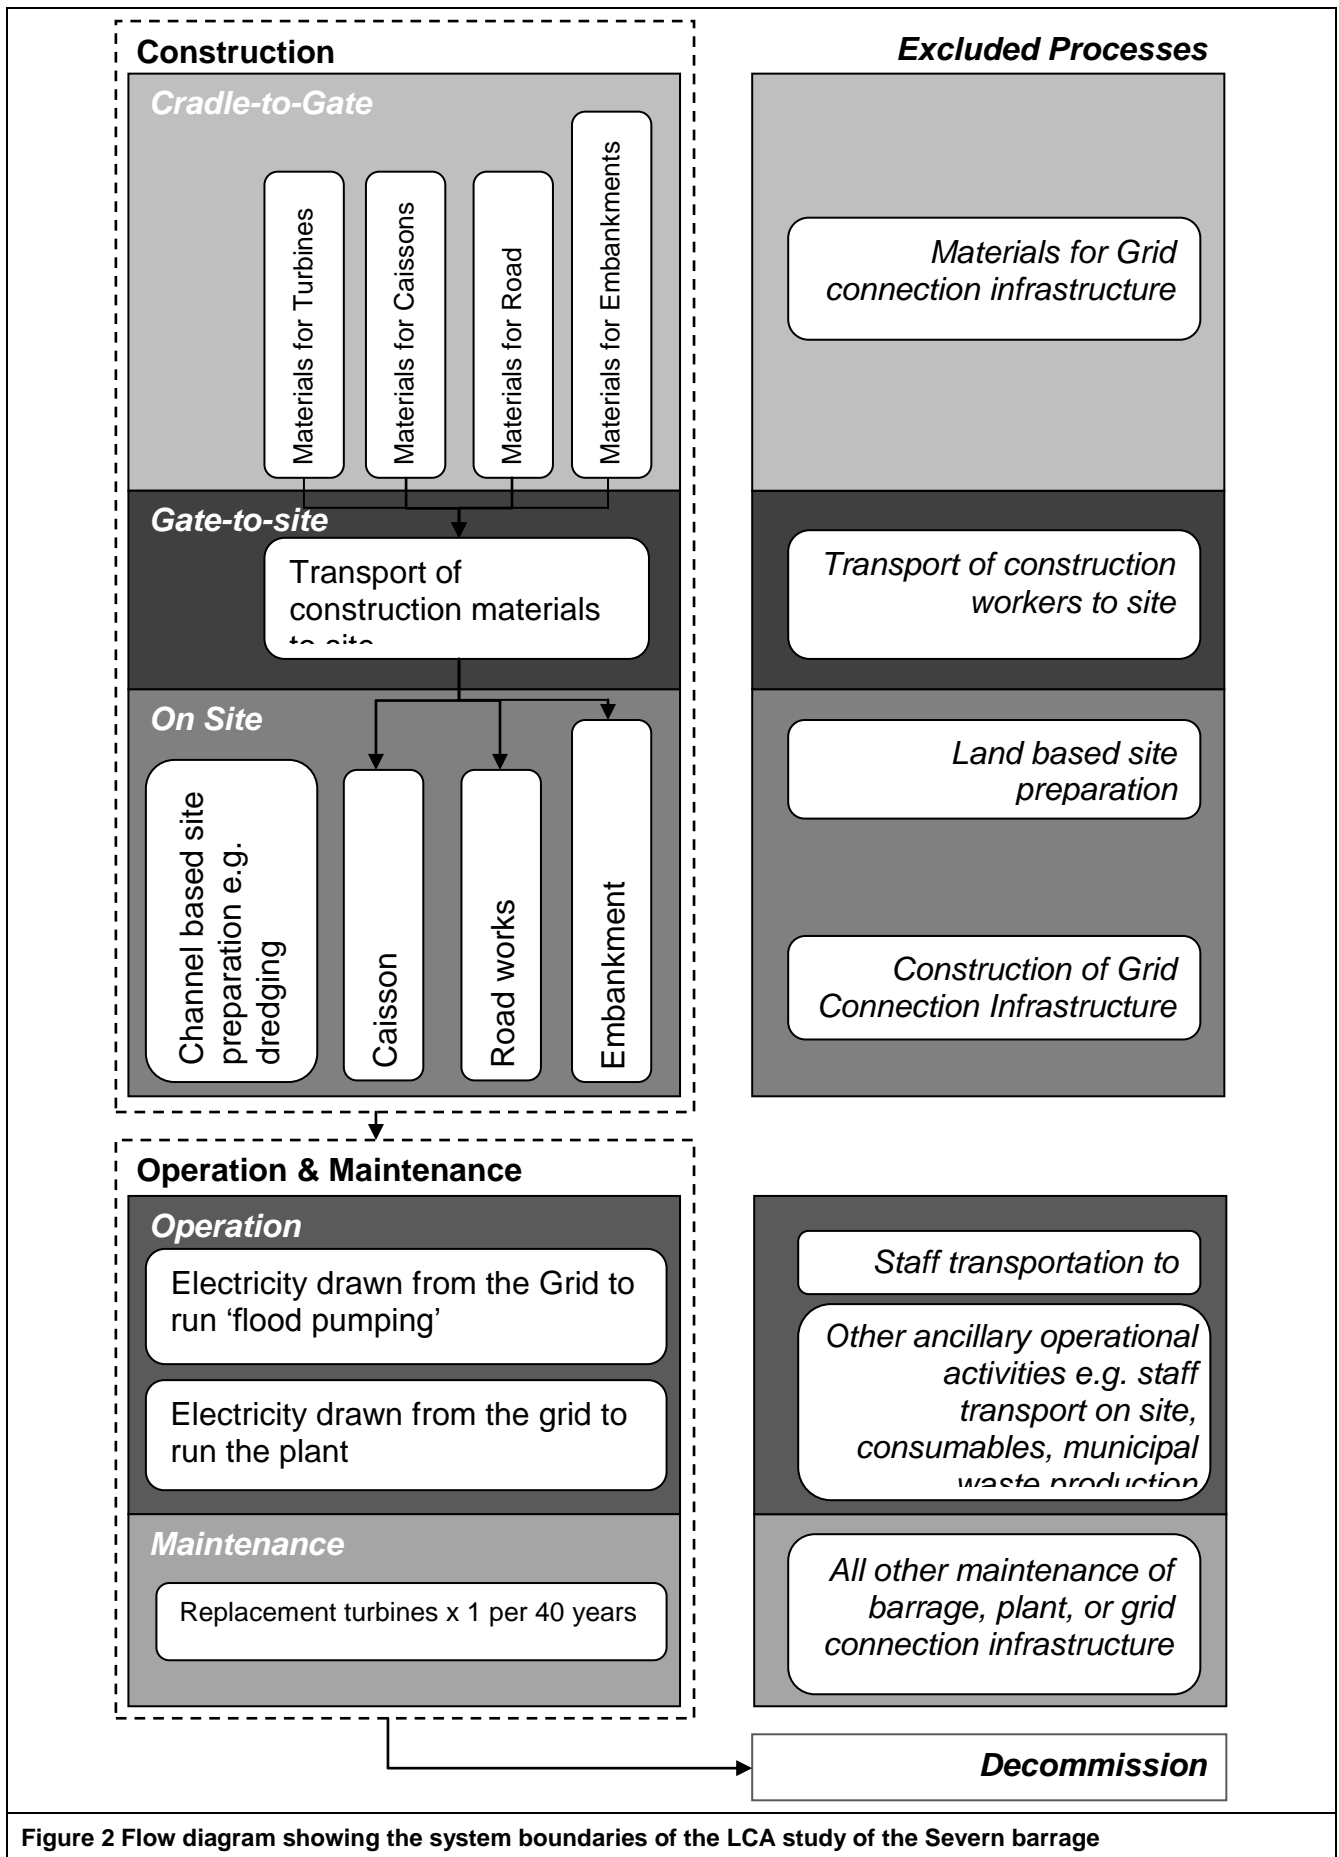 Construction
Excluded Processes
Cradle-to-Gate
Materials for Turbines
Materials for Caissons
Materials for Road
Materials for Embankments
Materials for Grid
connection infrastructure
Gate-to-site
Transport of
construction materials
to site
Transport of construction
workers to site
On Site
Channel based site
preparation e.g.
dredging
Caisson
Road works
Embankment
Land based site
preparation
Construction of Grid
Connection Infrastructure
Operation & Maintenance
Operation
Electricity drawn from the Grid to
run ‘flood pumping’
Electricity drawn from the grid to
run the plant
Staff transportation to
Other ancillary operational
activities e.g. staff
transport on site,
consumables, municipal
waste production
Maintenance
Replacement turbines x 1 per 40 years
All other maintenance of
barrage, plant, or grid
connection infrastructure
Decommission
Figure 2 Flow diagram showing the system boundaries of the LCA study of the Severn barrage